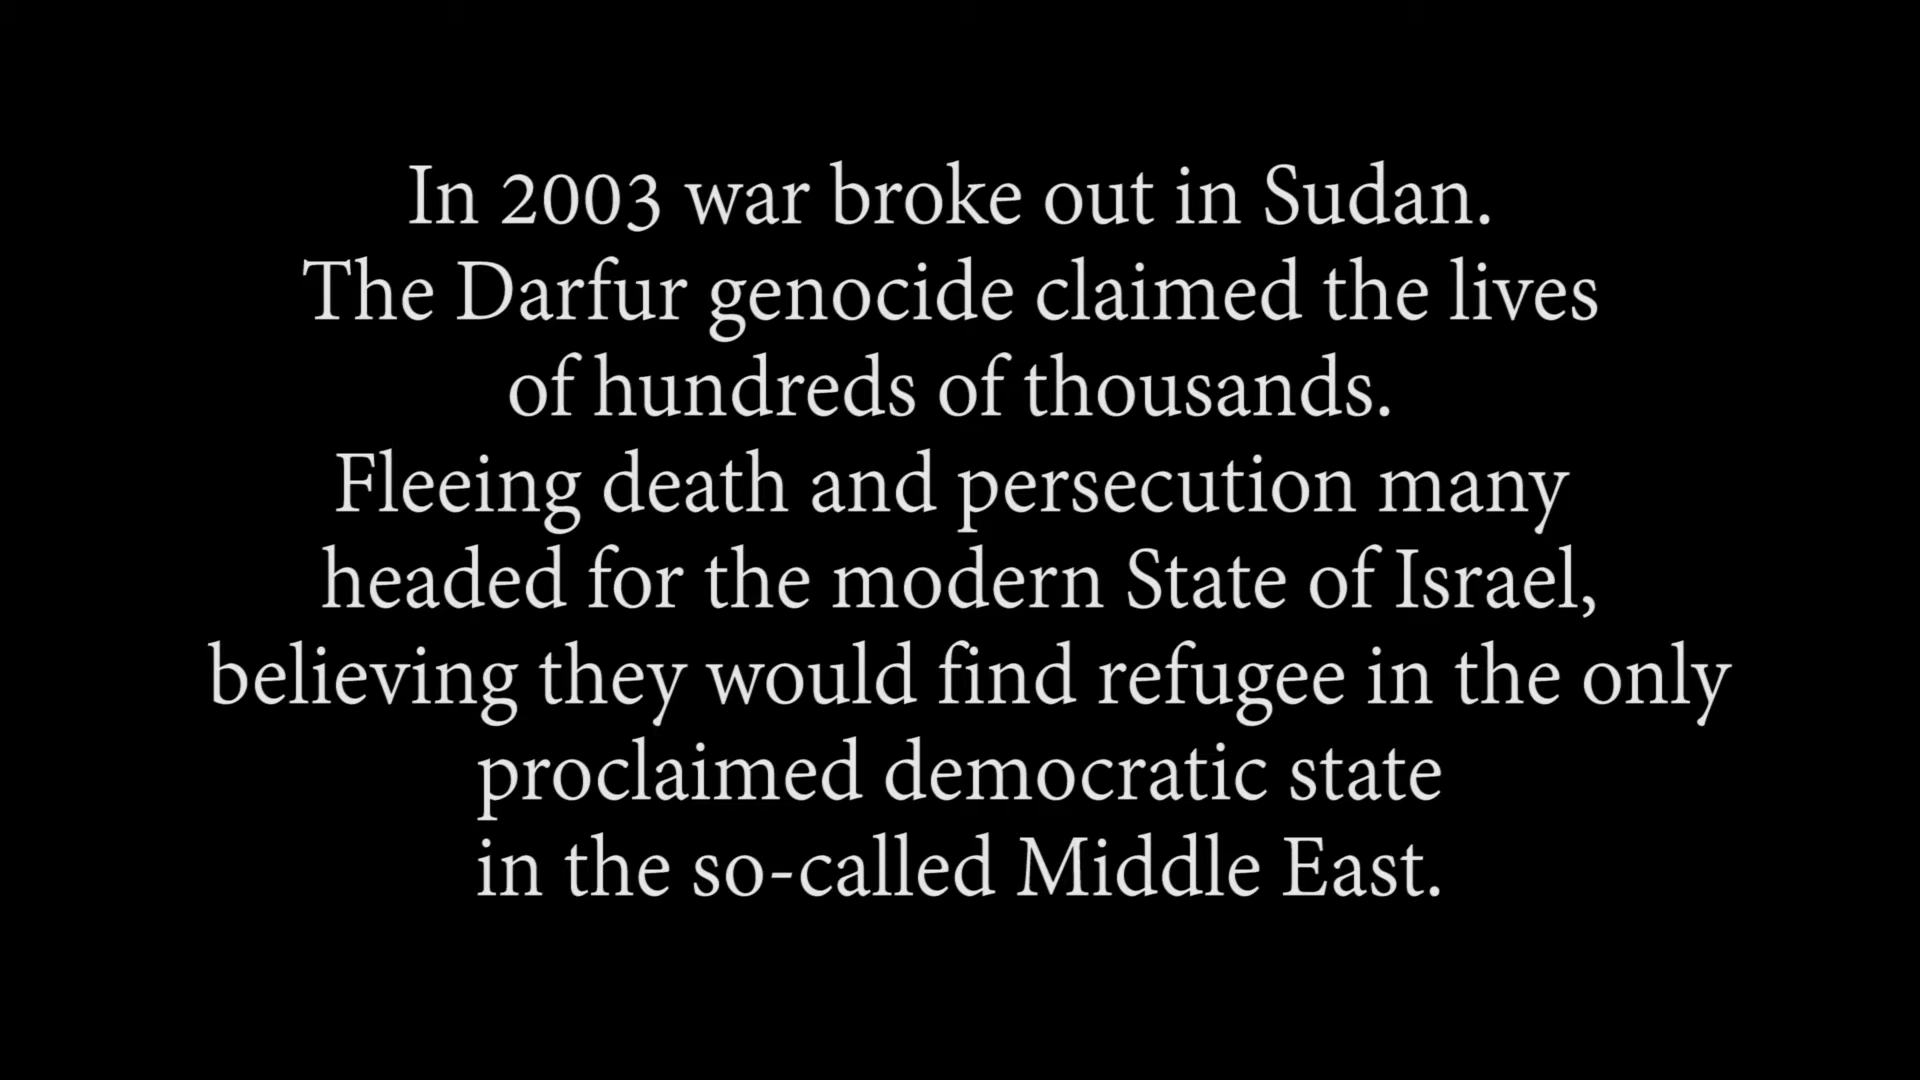 In 2003 war broke out in Sudan.
The Darfur genocide claimed the lives
of hundreds of thousands.
Fleeing death and persecution many
headed for the modern State of Israel,
believing they would find refugee in the only
proclaimed democratic state
in the so-called Middle East.